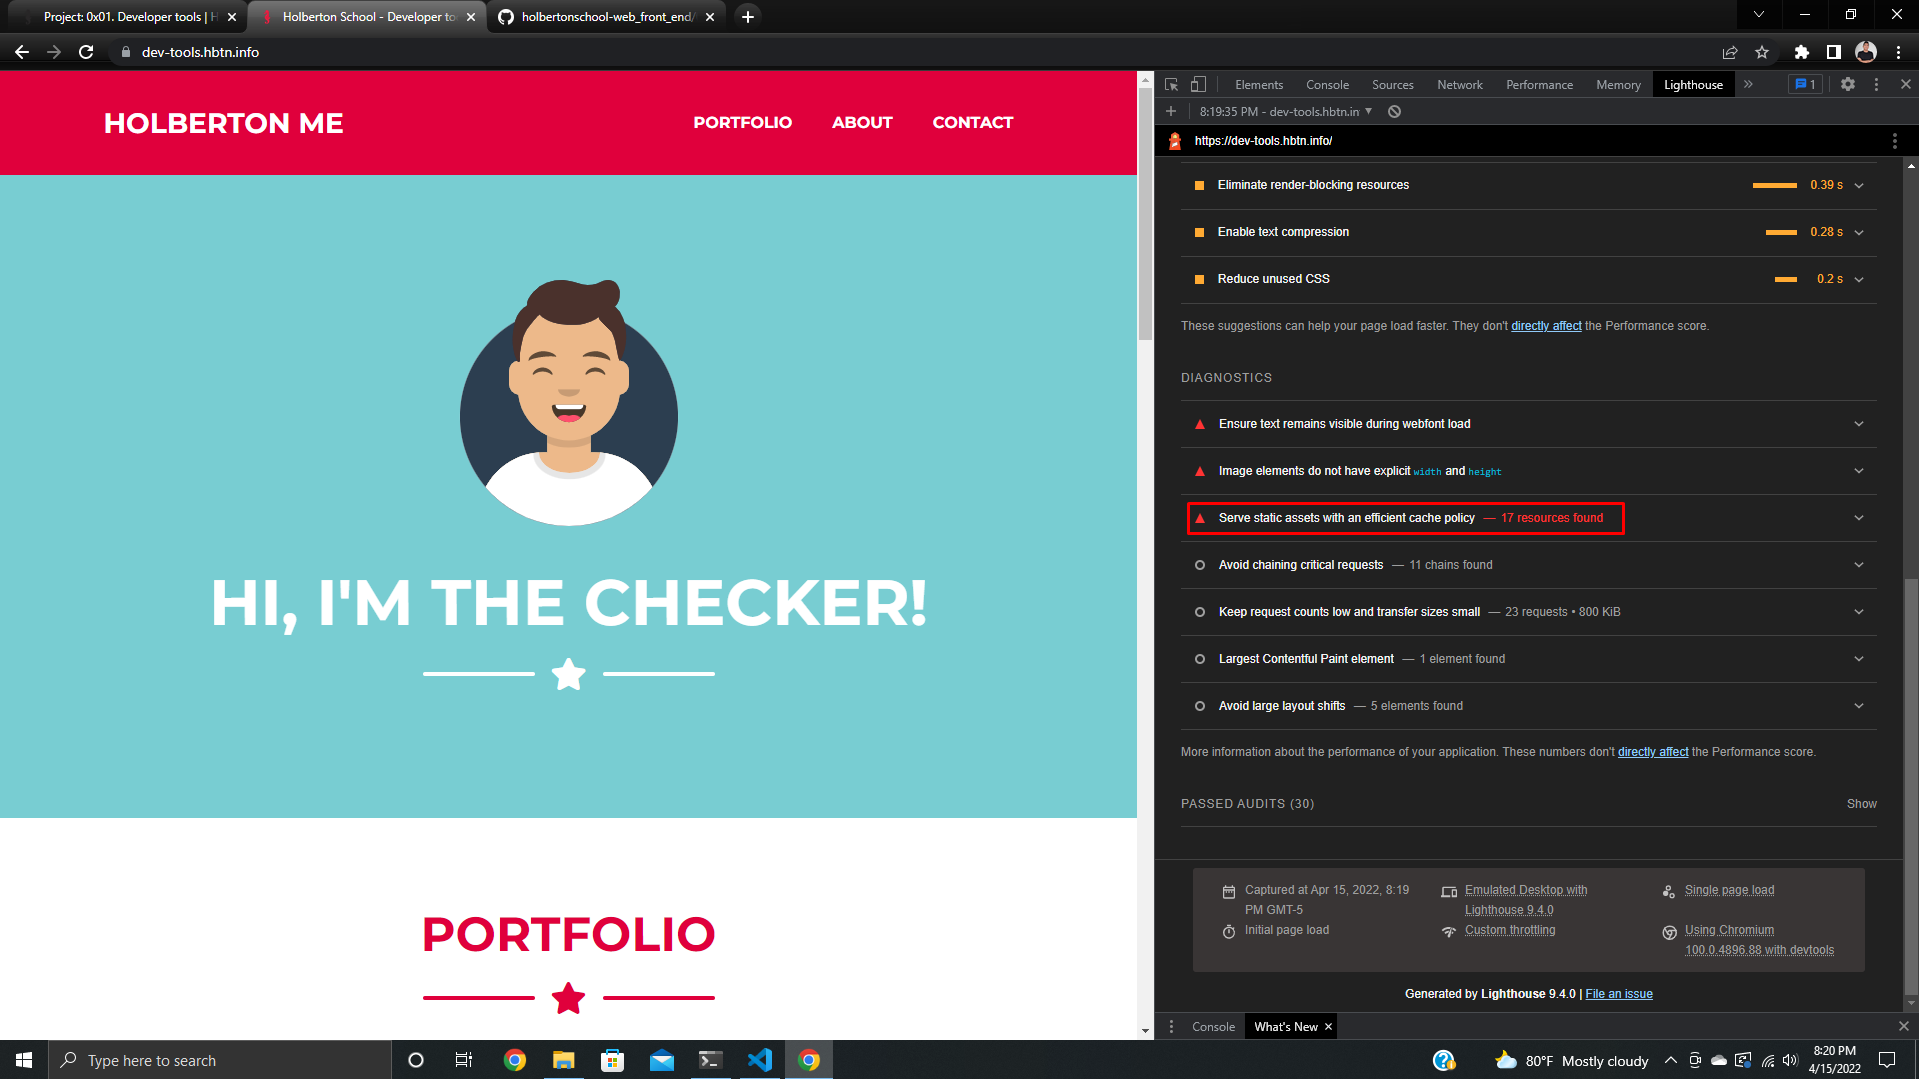 Project: 0x01. Developer tools | H
Holberton School - Developer to
holbertonschool-web_front_end/
dev-tools.hbtn.info
HOLBERTON ME
PORTFOLIO
ABOUT
CONTACT
HI, I'M THE CHECKER!
PORTFOLIO
Elements
Console
Sources
Network
Performance
Memory
Lighthouse
1
8:19:35 PM - dev-tools.hbtn.in
https://dev-tools.hbtn.info/
Eliminate render-blocking resources 0.39 s
Enable text compression 0.28 s
Reduce unused CSS 0.2 s
These suggestions can help your page load faster. They don't directly affect the Performance score.
DIAGNOSTICS
Ensure text remains visible during webfont load
Image elements do not have explicit width and height
Serve static assets with an efficient cache policy — 17 resources found
Avoid chaining critical requests — 11 chains found
Keep request counts low and transfer sizes small — 23 requests • 800 KiB
Largest Contentful Paint element — 1 element found
Avoid large layout shifts — 5 elements found
More information about the performance of your application. These numbers don't directly affect the Performance score.
PASSED AUDITS (30)
Show
Captured at Apr 15, 2022, 8:19
PM GMT-5
Emulated Desktop with
Lighthouse 9.4.0
Single page load
Initial page load
Custom throttling
Using Chromium
100.0.4896.88 with devtools
Generated by Lighthouse 9.4.0 | File an issue
Console
What's New
Type here to search
80°F Mostly cloudy
8:20 PM
4/15/2022